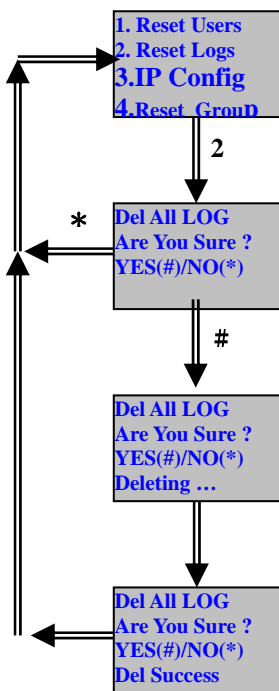 1. Reset Users
2. Reset Logs
3.IP Config
4.Reset Group
2
*
Del All LOG
Are You Sure ?
YES(#)/NO(*)
#
Del All LOG
Are You Sure ?
YES(#)/NO(*)
Deleting …
Del All LOG
Are You Sure ?
YES(#)/NO(*)
Del Success